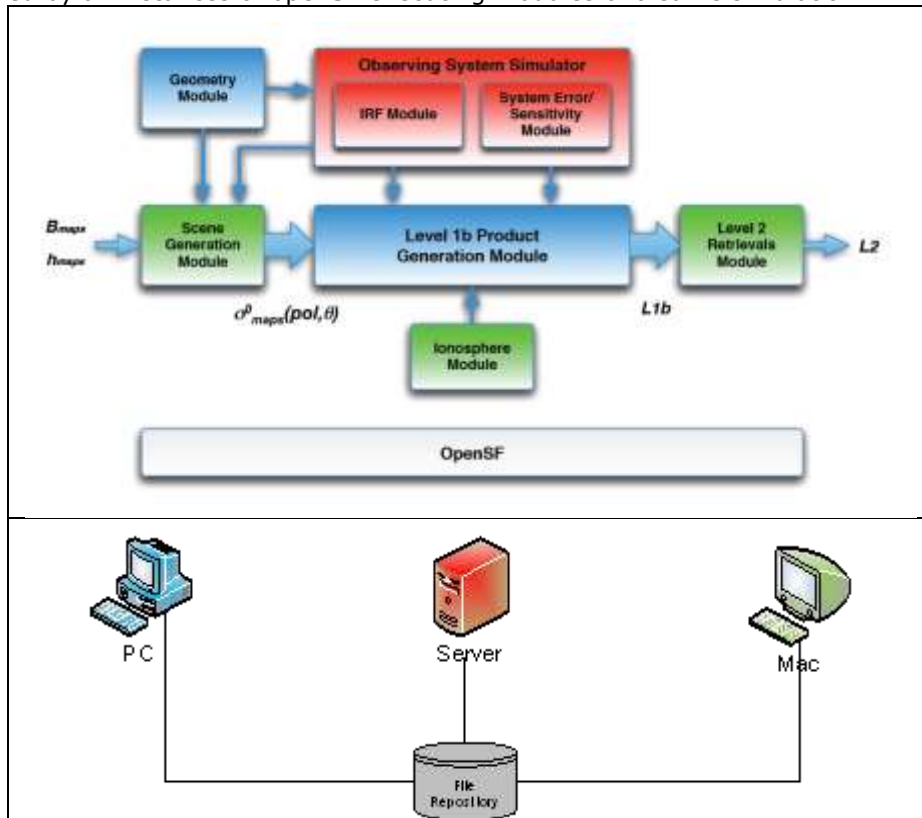 Observing System Simulator
Geometry
Module
IRF Module
System Error/
Sensitivity
Module
Bmaps
hmaps
Scene
Generation
Module
Level 1b Product
Generation Module
Level 2
Retrievals
Module
L2
σ⁰maps(pol,θ)
L1b
Ionosphere
Module
OpenSF
PC
Server
Mac
File
Repository